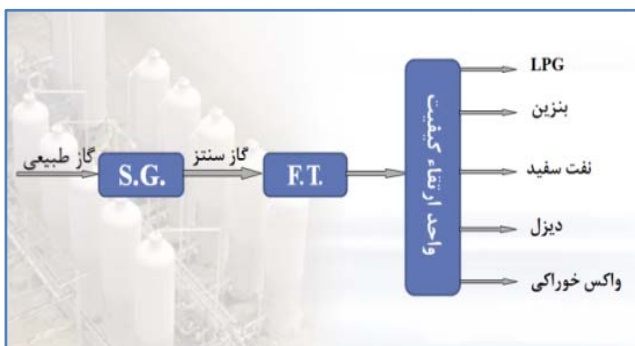 گاز طبیعی
S.G.
گاز سنتز
F.T.
واحد ارتقاء کیفیت
LPG
بنزین
نفت سفید
دیزل
واکس خوراکی